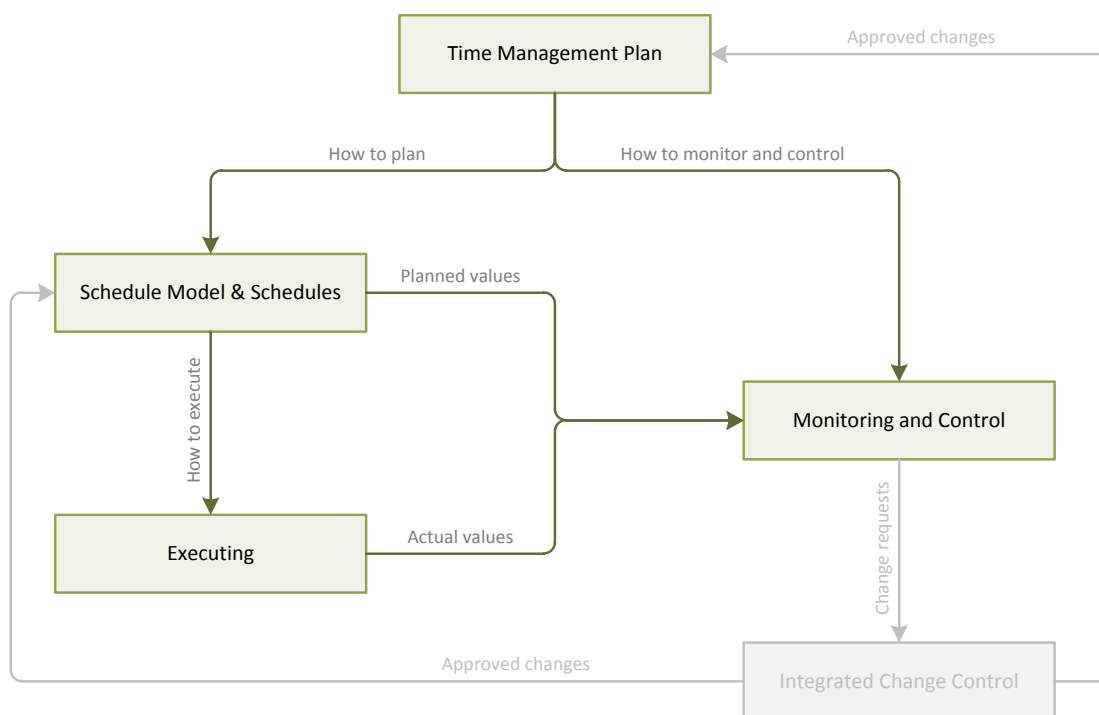 Approved changes
Time Management Plan
How to plan
How to monitor and control
Planned values
Schedule Model & Schedules
How to execute
Monitoring and Control
Actual values
Executing
Change requests
Approved changes
Integrated Change Control